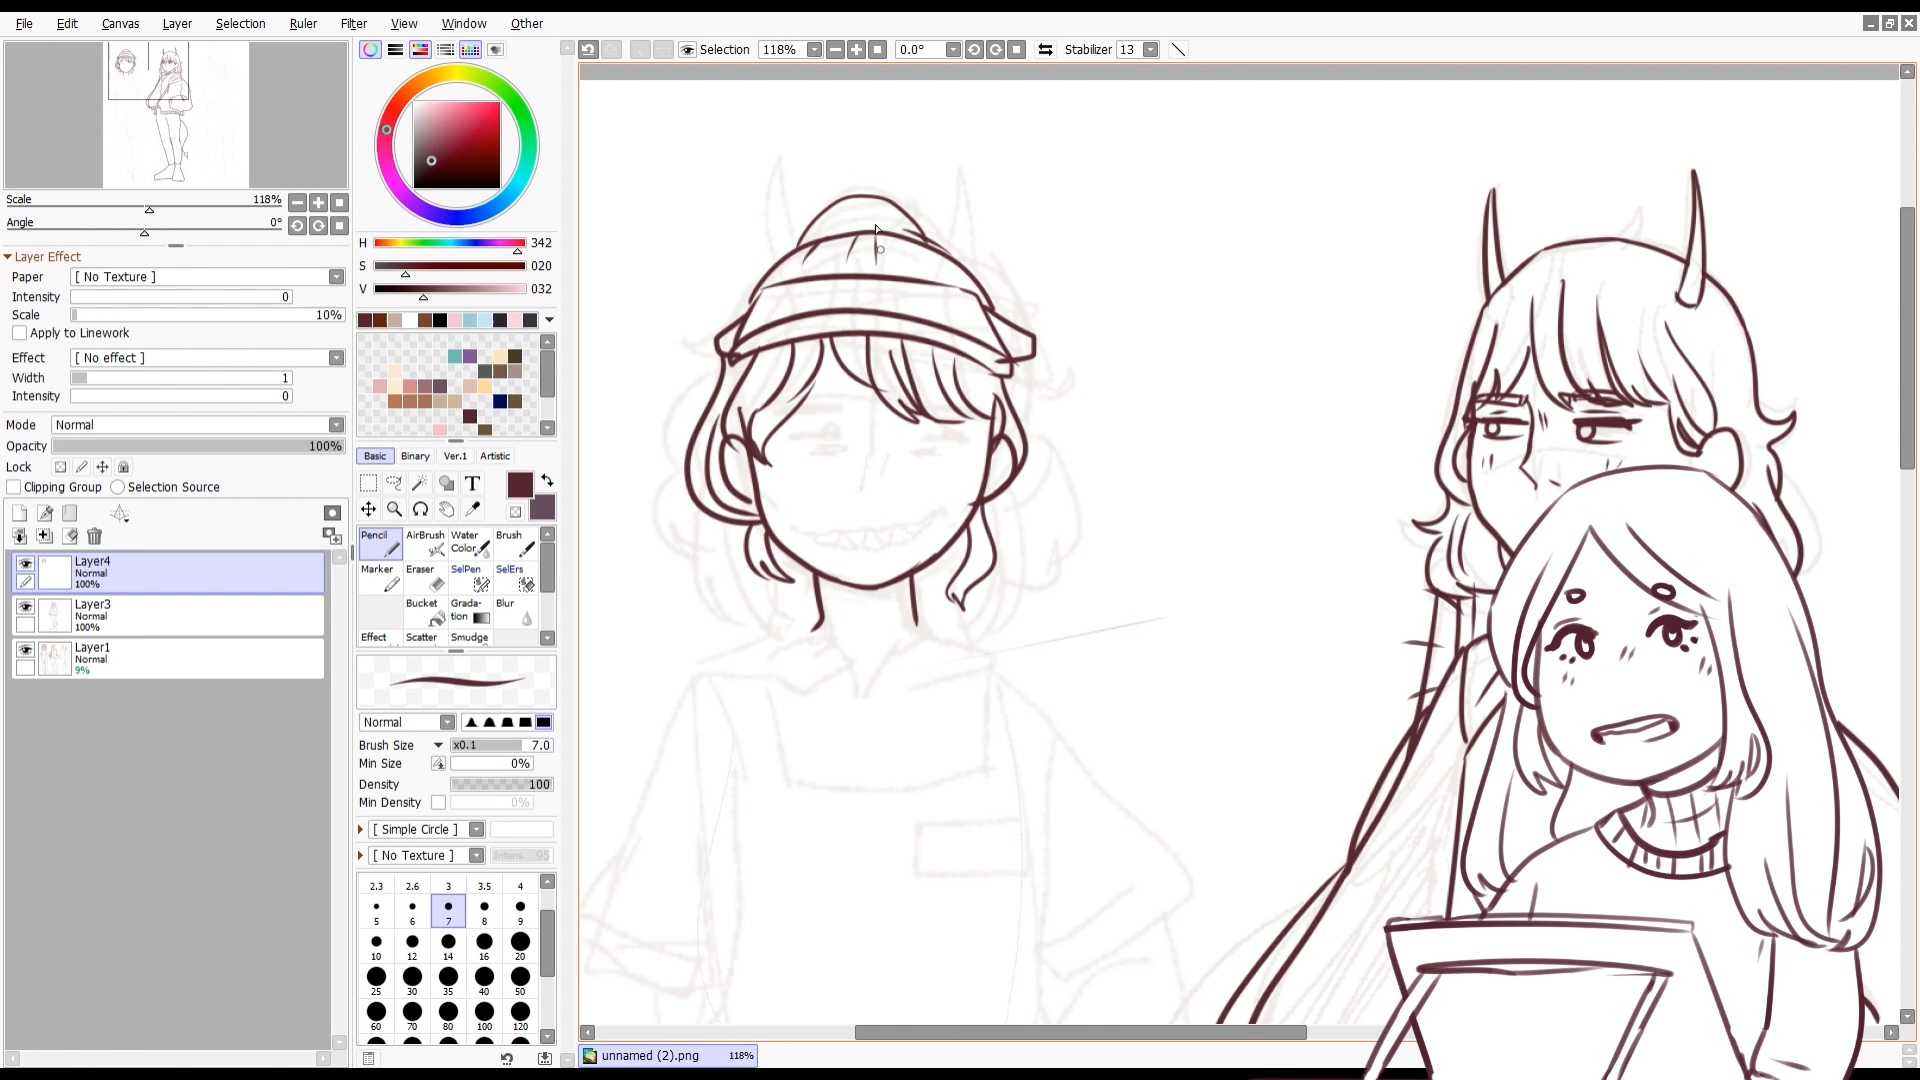 File Edit Canvas Layer Selection Ruler Filter View Window Other
Selection 118% 0.0° Stabilizer 13
Scale 118%
Angle 0°
Layer Effect
Paper [ No Texture ]
Intensity 0
Scale 10%
Apply to Linework
Effect [ No effect ]
Width 1
Intensity 0
Mode Normal
Opacity 100%
Lock
Clipping Group Selection Source
Layer4
Normal
100%
Layer3
Normal
100%
Layer1
Normal
9%
H 342
S 020
V 032
Basic Binary Ver.1 Artistic
T
Pencil AirBrush Water Color Brush
Marker Eraser SelPen SelErs
Bucket Grada-tion Blur
Effect Scatter Smudge
Normal
Brush Size x0.1 7.0
Min Size 0%
Density 100
Min Density 0%
[ Simple Circle ]
[ No Texture ] Intens. 95
2.3 2.6 3 3.5 4
5 6 7 8 9
10 12 14 16 20
25 30 35 40 50
60 70 80 100 120
unnamed (2).png 118%